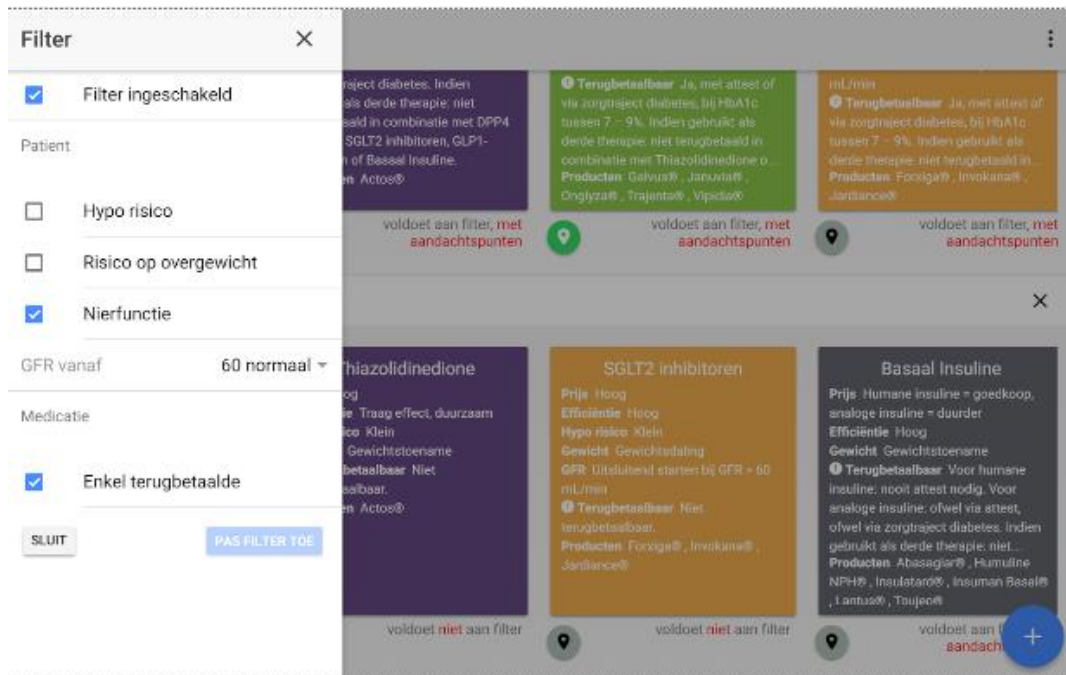 Filter
Filter ingeschakeld
Patient
Hypo risico
Risico op overgewicht
Nierfunctie
GFR vanaf 60 normaal
Medicatie
Enkel terugbetaalde
SLUIT PAS FILTER TOE
raject diabetes. Indien
als derde therapie: niet
aald in combinatie met DPP4
SGLT2 inhibitoren, GLP1-
n of Basaal Insuline.
en Actos®
voldoet aan filter, met
aandachtspunten
Terugbetaalbaar Ja, met attest of
via zorgtraject diabetes, bij HbA1c
tussen 7 – 9%. Indien gebruikt als
derde therapie: niet terugbetaald in
combinatie met Thiazolidinedione o...
Producten Galvus® , Januvia® ,
Onglyza® , Trajenta® , Vipidia®
voldoet aan filter, met
aandachtspunten
mL/min
Terugbetaalbaar Ja, met attest of
via zorgtraject diabetes, bij HbA1c
tussen 7 – 9%. Indien gebruikt als
derde therapie: niet terugbetaald in...
Producten Forxiga® , Invokana® ,
Jardiance®
voldoet aan filter, met
aandachtspunten
Thiazolidinedione
og
ie Traag effect, duurzaam
ico Klein
Gewichtstoename
betaalbaar Niet
aalbaar.
en Actos®
voldoet niet aan filter
SGLT2 inhibitoren
Prijs Hoog
Efficiëntie Hoog
Hypo risico Klein
Gewicht Gewichtsdaling
GFR Uitsluitend starten bij GFR > 60
mL/min
Terugbetaalbaar Niet
terugbetaalbaar.
Producten Forxiga® , Invokana® ,
Jardiance®
voldoet niet aan filter
Basaal Insuline
Prijs Humane insuline = goedkoop,
analoge insuline = duurder
Efficiëntie Hoog
Gewicht Gewichtstoename
Terugbetaalbaar Voor humane
insuline: nooit attest nodig. Voor
analoge insuline: ofwel via attest,
ofwel via zorgtraject diabetes. Indien
gebruikt als derde therapie: niet...
Producten Abasaglar® , Humuline
NPH® , Insulatard® , Insuman Basal®
, Lantus® , Toujeo®
voldoet aan f
aandach